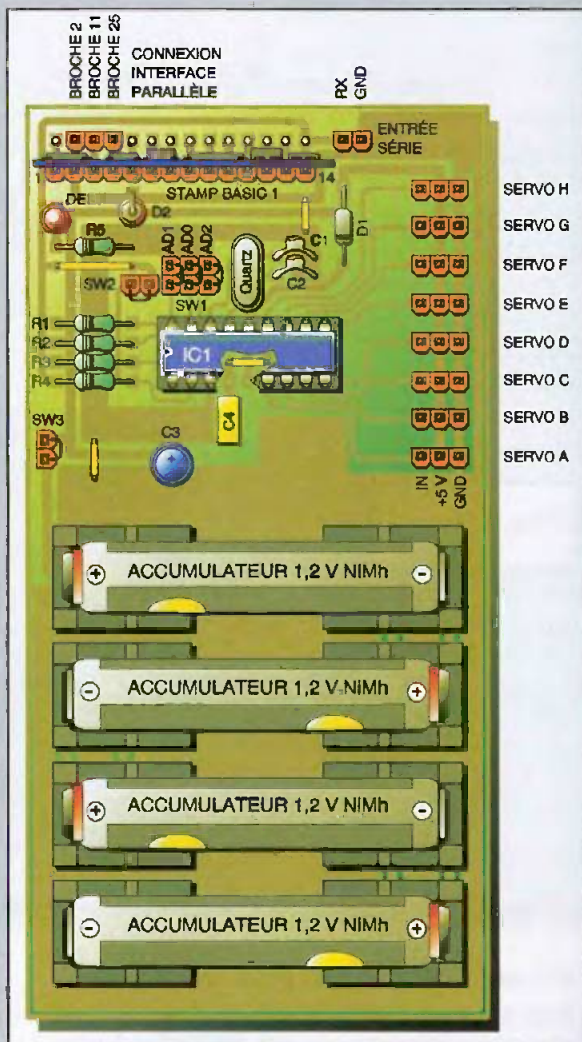 BROCHE 2
BROCHE 11
BROCHE 25
CONNEXION
INTERFACE
PARALLÈLE
RX
GND
ENTRÉE
SÉRIE
1
14
STAMP BASIC 1
D2
D1
R5
AD1
AD0
AD2
SW2
SW1
Quartz
C1
C2
R1
R2
R3
R4
IC1
SW3
C3
C4
SERVO H
SERVO G
SERVO F
SERVO E
SERVO D
SERVO C
SERVO B
SERVO A
IN
+5 V
GND
+ ACCUMULATEUR 1,2 V NiMh -
- ACCUMULATEUR 1,2 V NiMh +
+ ACCUMULATEUR 1,2 V NiMh -
- ACCUMULATEUR 1,2 V NiMh +